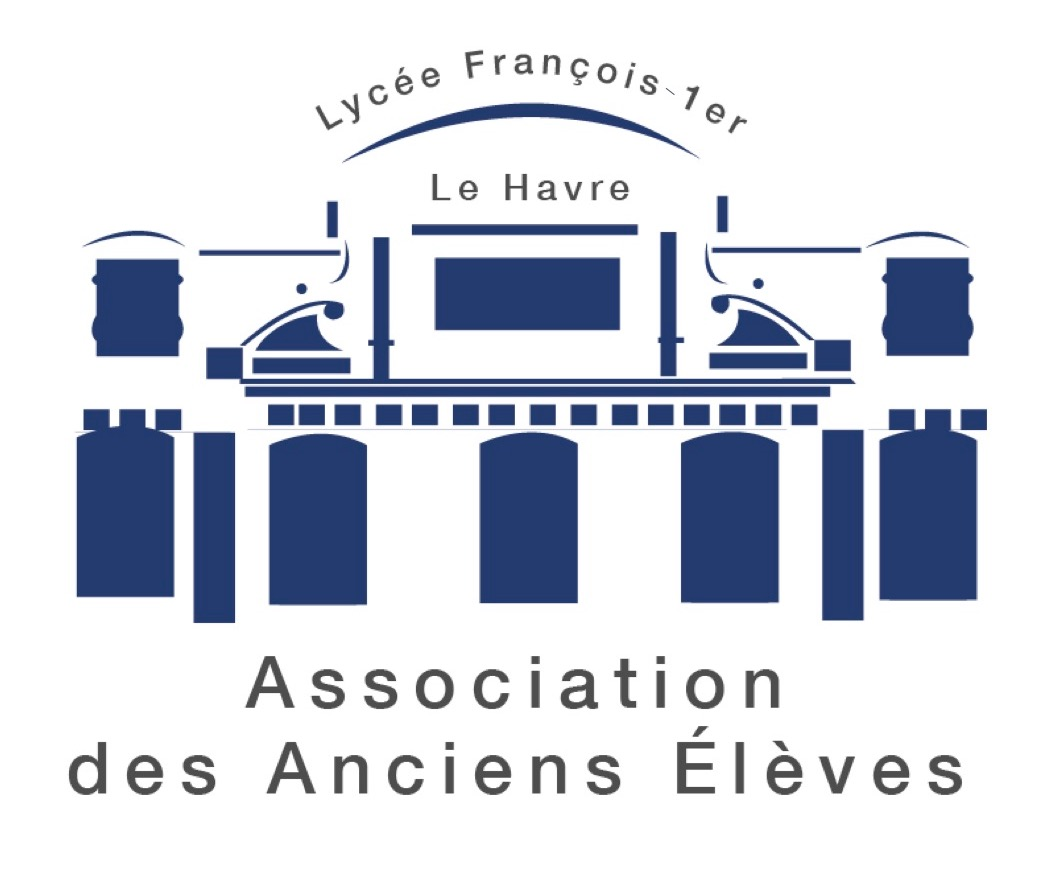 Lycée François-1er
Le Havre
Association
des Anciens Élèves